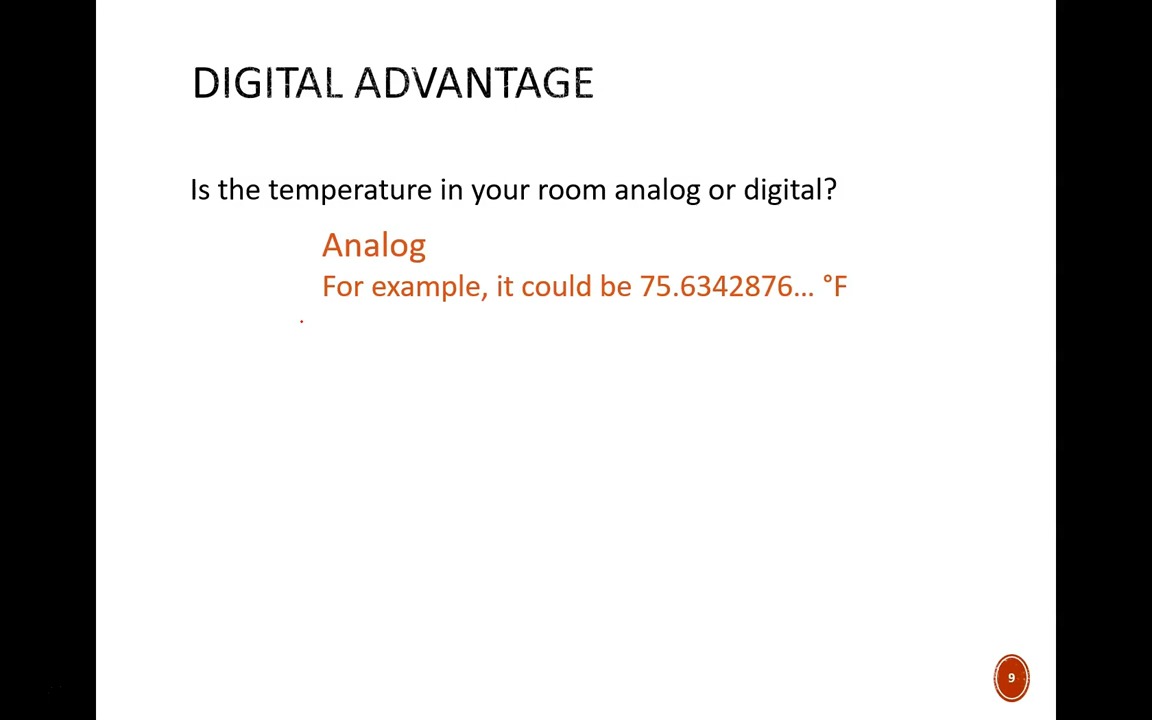 DIGITAL ADVANTAGE
Is the temperature in your room analog or digital?
Analog
For example, it could be 75.6342876... °F
9